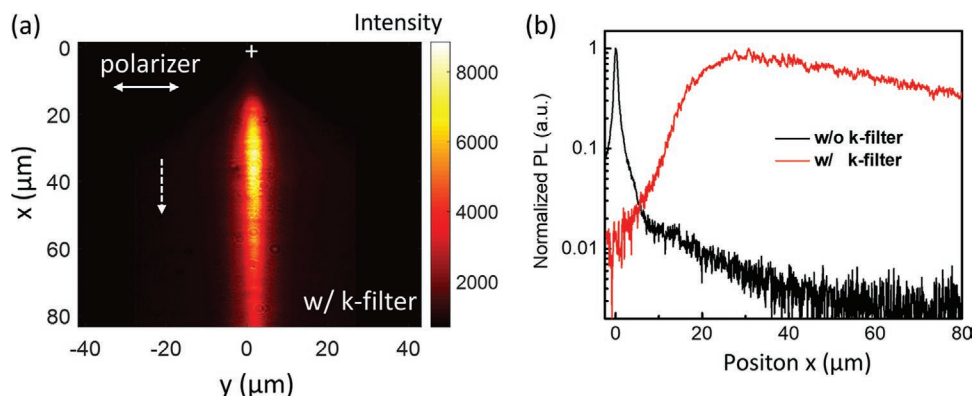 (a)
Intensity
+
polarizer
w/ k-filter
0
20
40
60
80
x (μm)
-40
-20
0
20
40
y (μm)
8000
6000
4000
2000
(b)
1
0.1
0.01
Normalized PL (a.u.)
w/o k-filter
w/ k-filter
0
20
40
60
80
Positon x (μm)